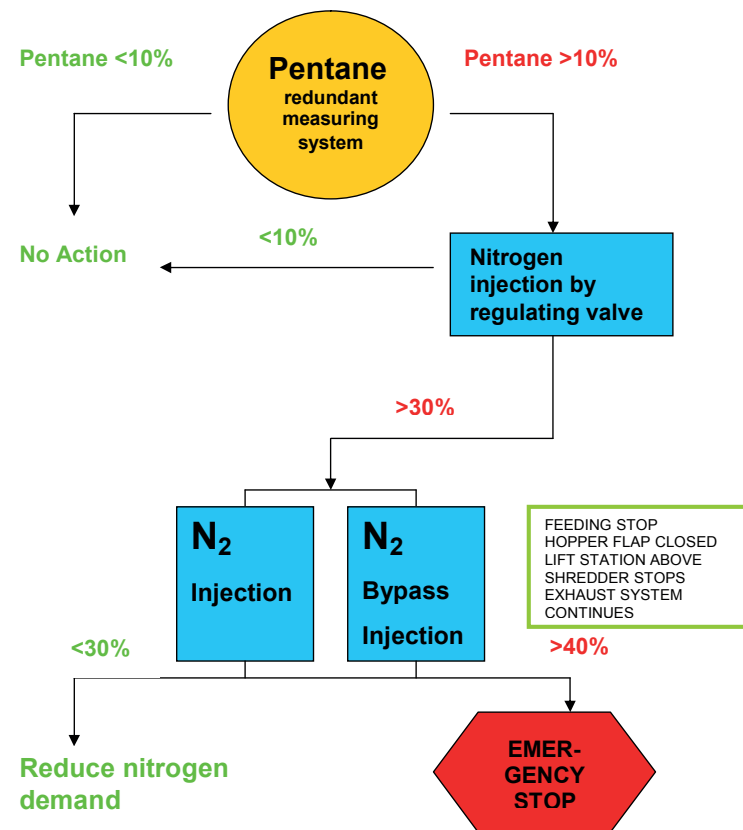 Pentane <10%
Pentane
redundant
measuring
system
Pentane >10%
No Action
<10%
Nitrogen
injection by
regulating valve
>30%
N₂
Injection
N₂
Bypass
Injection
FEEDING STOP
HOPPER FLAP CLOSED
LIFT STATION ABOVE
SHREDDER STOPS
EXHAUST SYSTEM
CONTINUES
<30%
>40%
Reduce nitrogen
demand
EMER-
GENCY
STOP